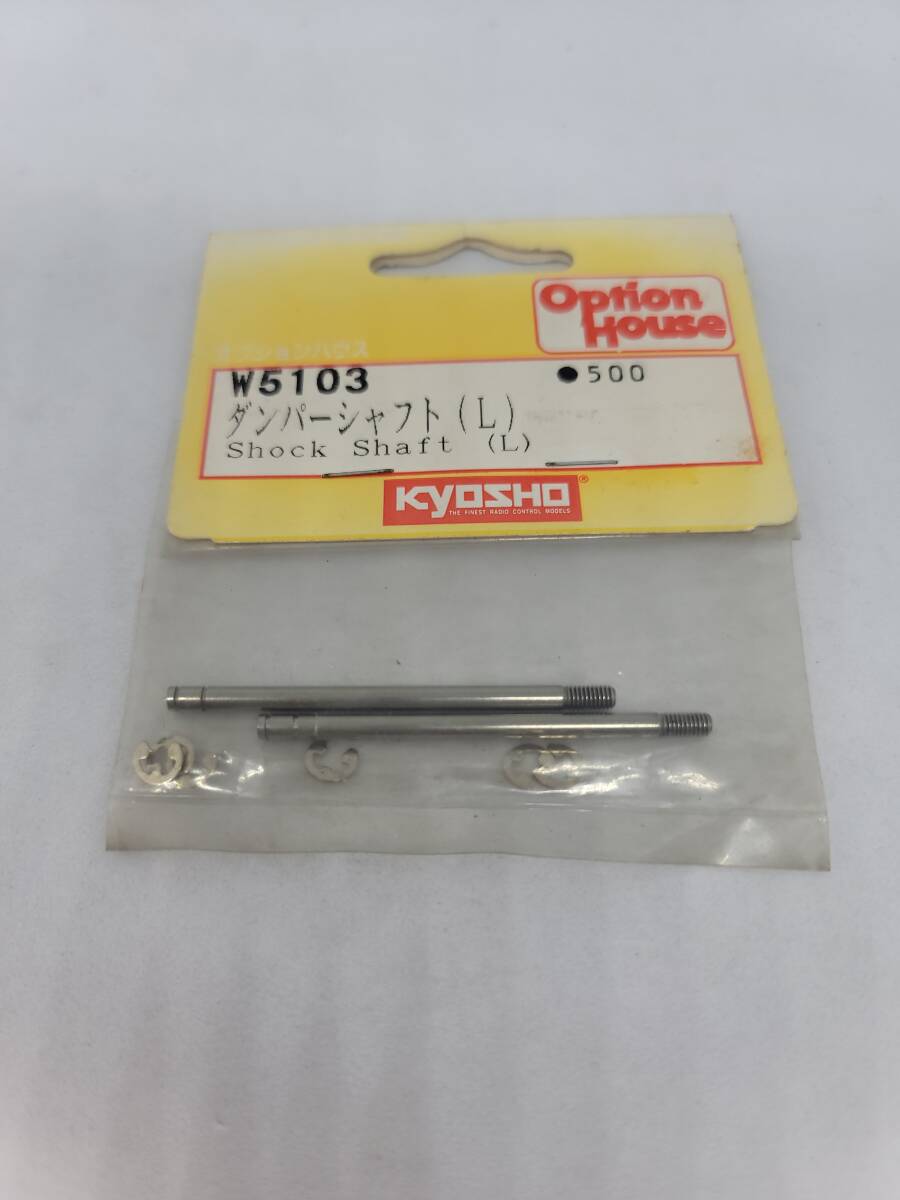 Option
House
オプションハウス
W5103 ●500
ダンパーシャフト(L)
Shock Shaft (L)
KYOSHO®
THE FINEST RADIO CONTROL MODELS